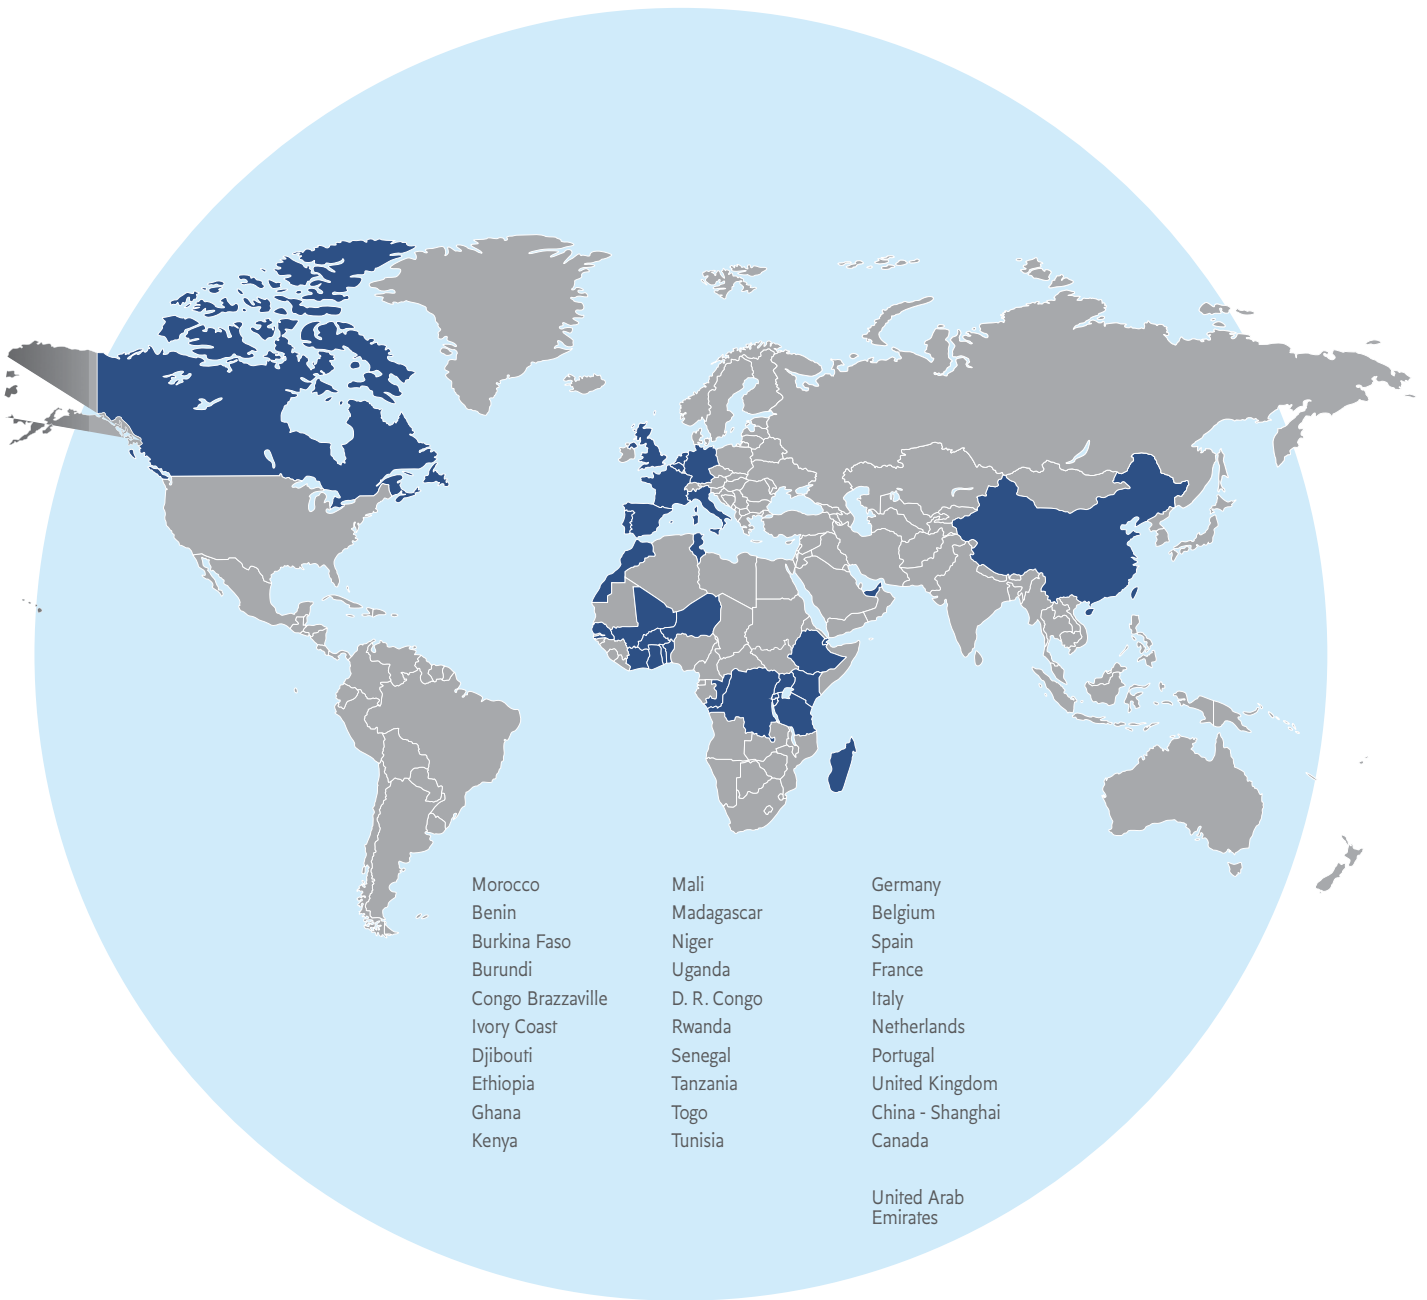 Morocco
Benin
Burkina Faso
Burundi
Congo Brazzaville
Ivory Coast
Djibouti
Ethiopia
Ghana
Kenya
Mali
Madagascar
Niger
Uganda
D. R. Congo
Rwanda
Senegal
Tanzania
Togo
Tunisia
Germany
Belgium
Spain
France
Italy
Netherlands
Portugal
United Kingdom
China - Shanghai
Canada
United Arab
Emirates